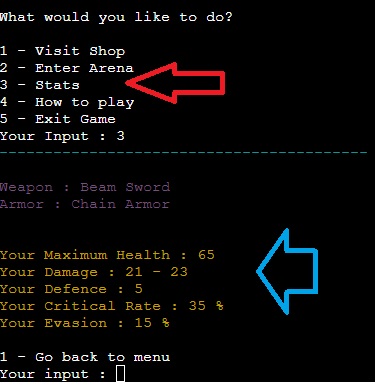 What would you like to do?
1 - Visit Shop
2 - Enter Arena
3 - Stats
4 - How to play
5 - Exit Game
Your Input : 3
----------------------------------------
Weapon : Beam Sword
Armor : Chain Armor
Your Maximum Health : 65
Your Damage : 21 - 23
Your Defence : 5
Your Critical Rate : 35 %
Your Evasion : 15 %
1 - Go back to menu
Your input :